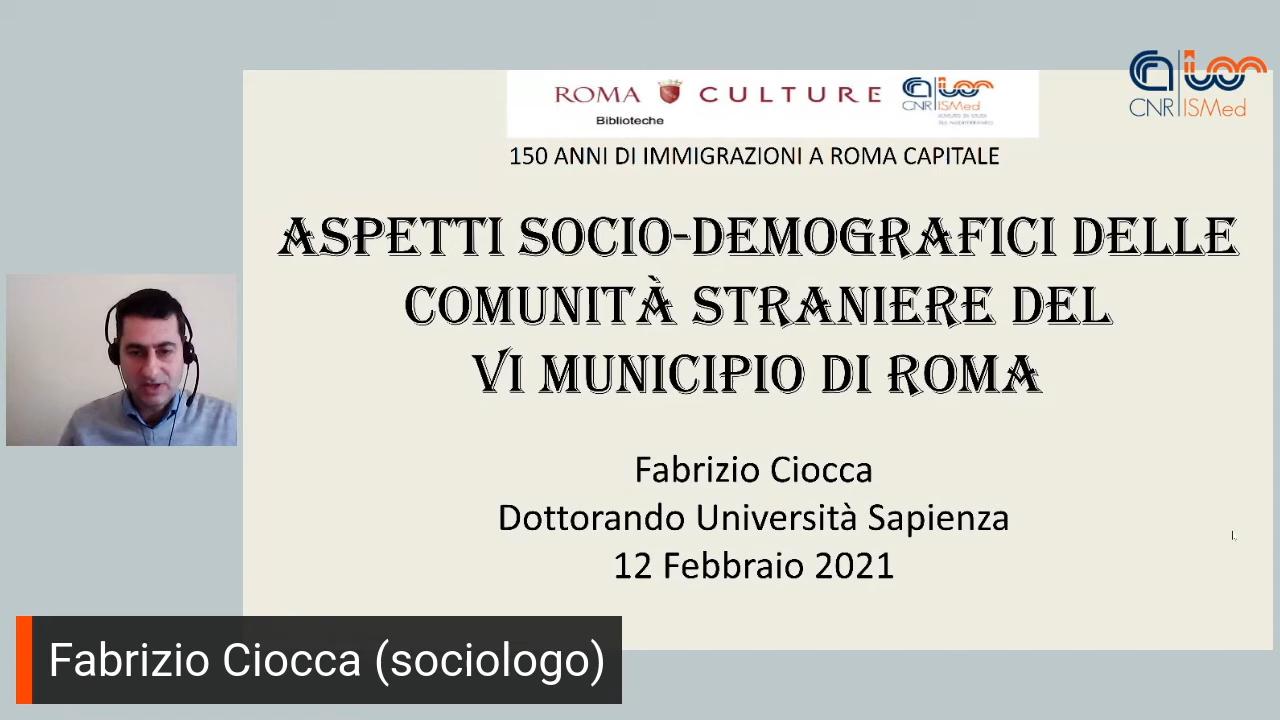 ROMA CULTURE
Biblioteche
CNR ISMed
CNR ISMed
150 ANNI DI IMMIGRAZIONI A ROMA CAPITALE
ASPETTI SOCIO-DEMOGRAFICI DELLE
COMUNITÀ STRANIERE DEL
VI MUNICIPIO DI ROMA
Fabrizio Ciocca
Dottorando Università Sapienza
12 Febbraio 2021
Fabrizio Ciocca (sociologo)